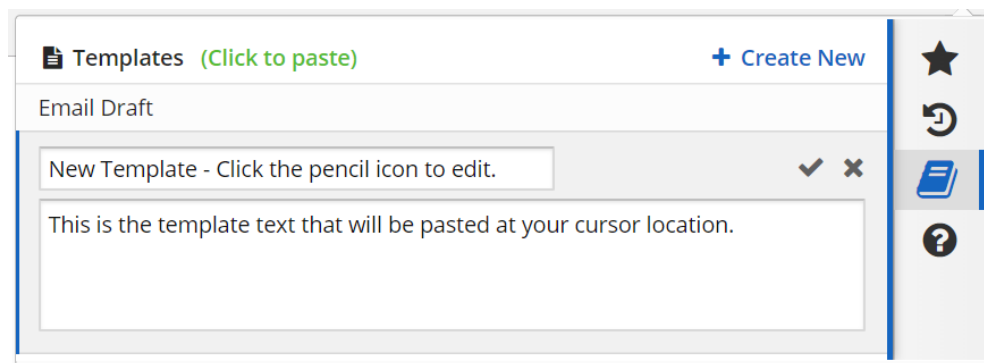 Templates (Click to paste) + Create New
Email Draft
New Template - Click the pencil icon to edit.
This is the template text that will be pasted at your cursor location.